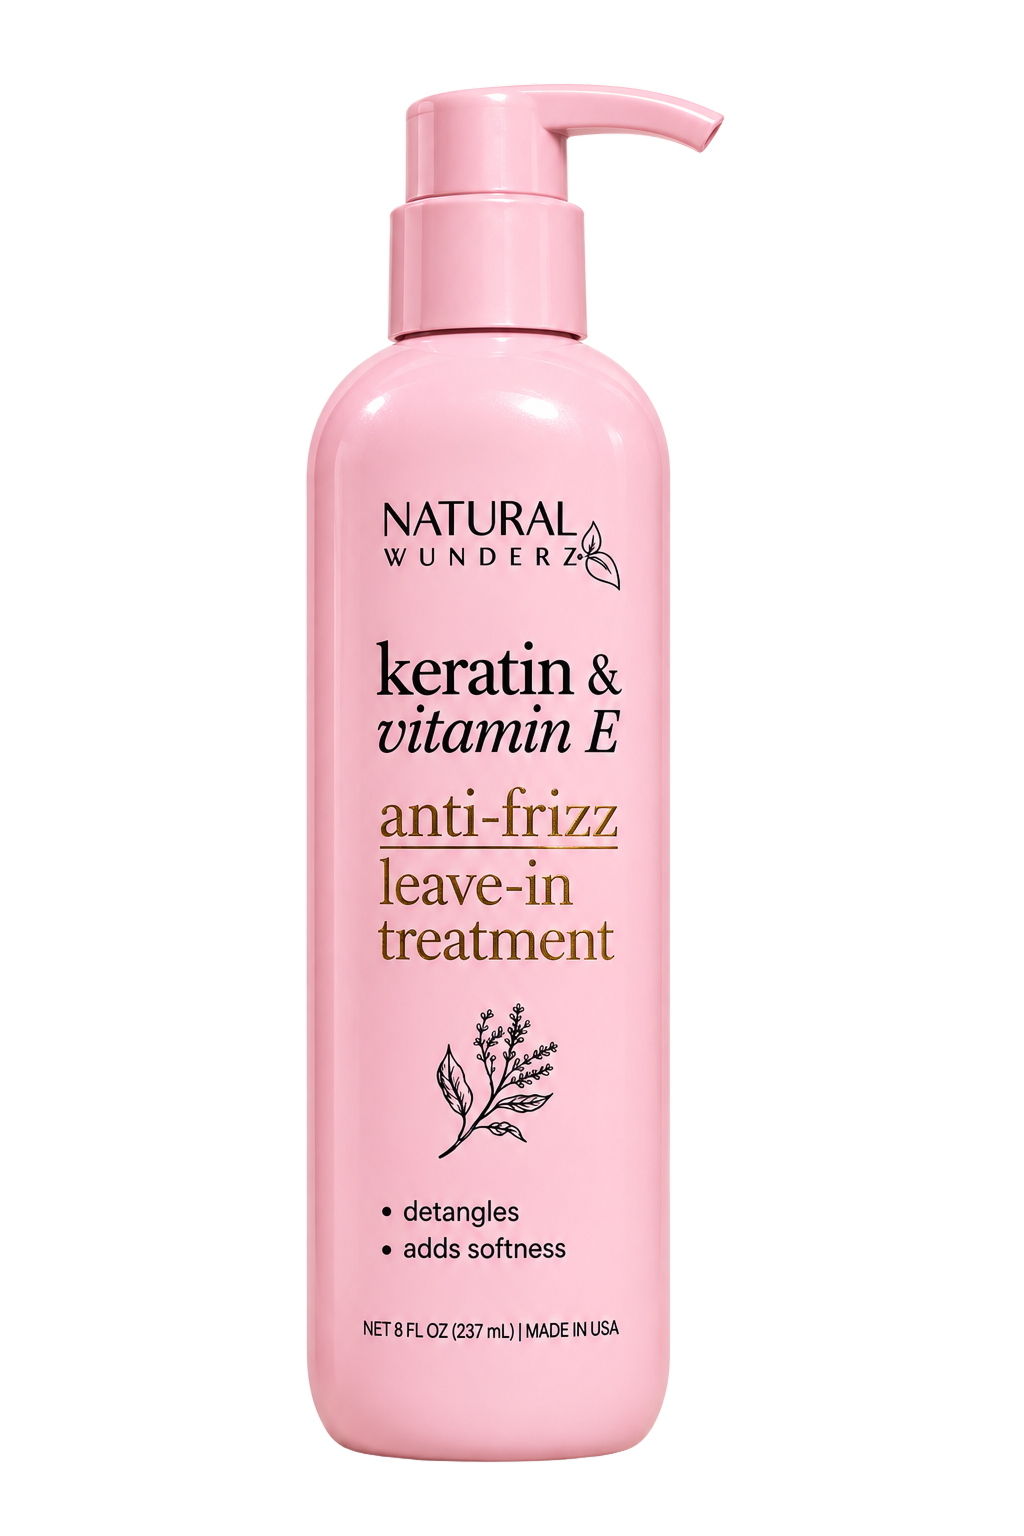 NATURAL
WUNDERZ
keratin &
vitamin E
anti-frizz
leave-in
treatment
• detangles
• adds softness
NET 8 FL OZ (237 mL) | MADE IN USA